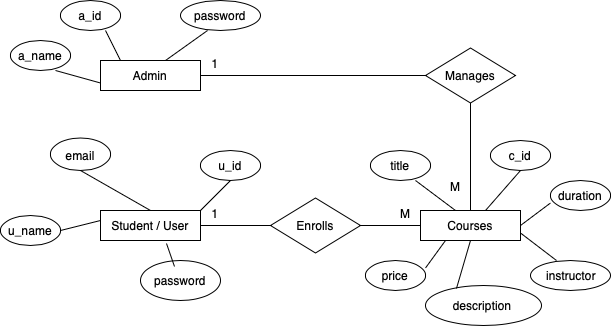 a_id
password
a_name
Admin
1
Manages
email
u_id
title
c_id
M
duration
u_name
Student / User
1
Enrolls
M
Courses
password
price
instructor
description